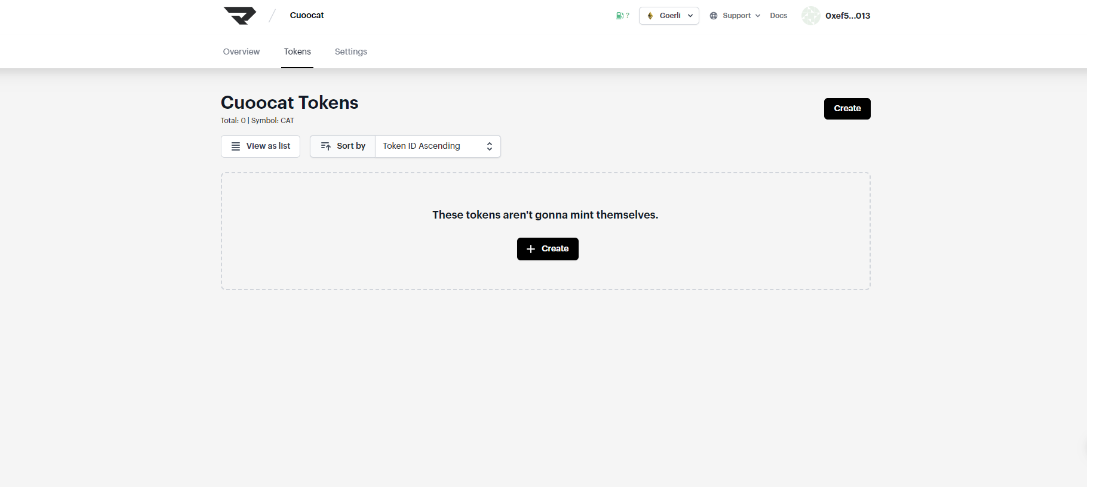 Cuoocat
7
Goerli
Support
Docs
0xef5...013
Overview
Tokens
Settings
Cuoocat Tokens
Total: 0 | Symbol: CAT
Create
View as list
Sort by
Token ID Ascending
These tokens aren't gonna mint themselves.
+ Create